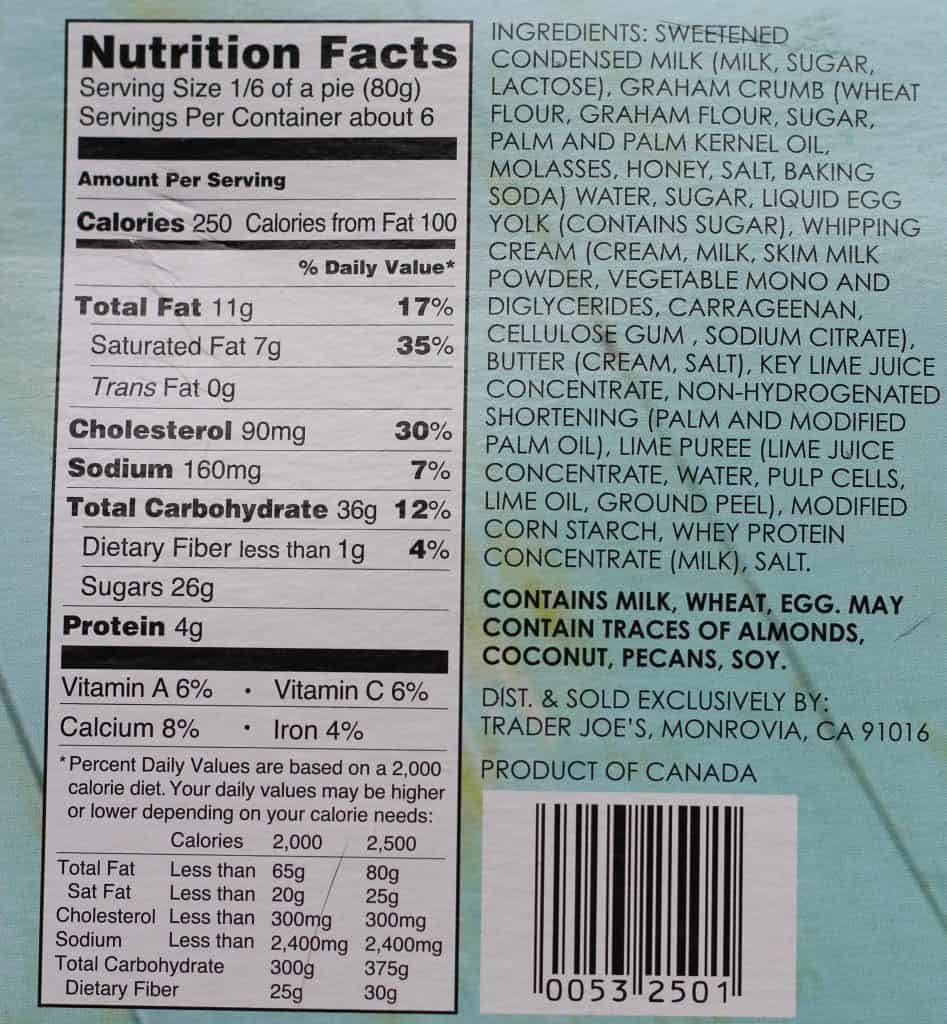 Nutrition Facts
Serving Size 1/6 of a pie (80g)
Servings Per Container about 6
Amount Per Serving
Calories 250 Calories from Fat 100
% Daily Value*
Total Fat 11g 17%
Saturated Fat 7g 35%
Trans Fat 0g
Cholesterol 90mg 30%
Sodium 160mg 7%
Total Carbohydrate 36g 12%
Dietary Fiber less than 1g 4%
Sugars 26g
Protein 4g
Vitamin A 6% • Vitamin C 6%
Calcium 8% • Iron 4%
*Percent Daily Values are based on a 2,000
calorie diet. Your daily values may be higher
or lower depending on your calorie needs:
Calories 2,000 2,500
Total Fat Less than 65g 80g
Sat Fat Less than 20g 25g
Cholesterol Less than 300mg 300mg
Sodium Less than 2,400mg 2,400mg
Total Carbohydrate 300g 375g
Dietary Fiber 25g 30g
INGREDIENTS: SWEETENED
CONDENSED MILK (MILK, SUGAR,
LACTOSE), GRAHAM CRUMB (WHEAT
FLOUR, GRAHAM FLOUR, SUGAR,
PALM AND PALM KERNEL OIL,
MOLASSES, HONEY, SALT, BAKING
SODA) WATER, SUGAR, LIQUID EGG
YOLK (CONTAINS SUGAR), WHIPPING
CREAM (CREAM, MILK, SKIM MILK
POWDER, VEGETABLE MONO AND
DIGLYCERIDES, CARRAGEENAN,
CELLULOSE GUM , SODIUM CITRATE),
BUTTER (CREAM, SALT), KEY LIME JUICE
CONCENTRATE, NON-HYDROGENATED
SHORTENING (PALM AND MODIFIED
PALM OIL), LIME PUREE (LIME JUICE
CONCENTRATE, WATER, PULP CELLS,
LIME OIL, GROUND PEEL), MODIFIED
CORN STARCH, WHEY PROTEIN
CONCENTRATE (MILK), SALT.
CONTAINS MILK, WHEAT, EGG. MAY
CONTAIN TRACES OF ALMONDS,
COCONUT, PECANS, SOY.
DIST. & SOLD EXCLUSIVELY BY:
TRADER JOE'S, MONROVIA, CA 91016
PRODUCT OF CANADA
0053 2501